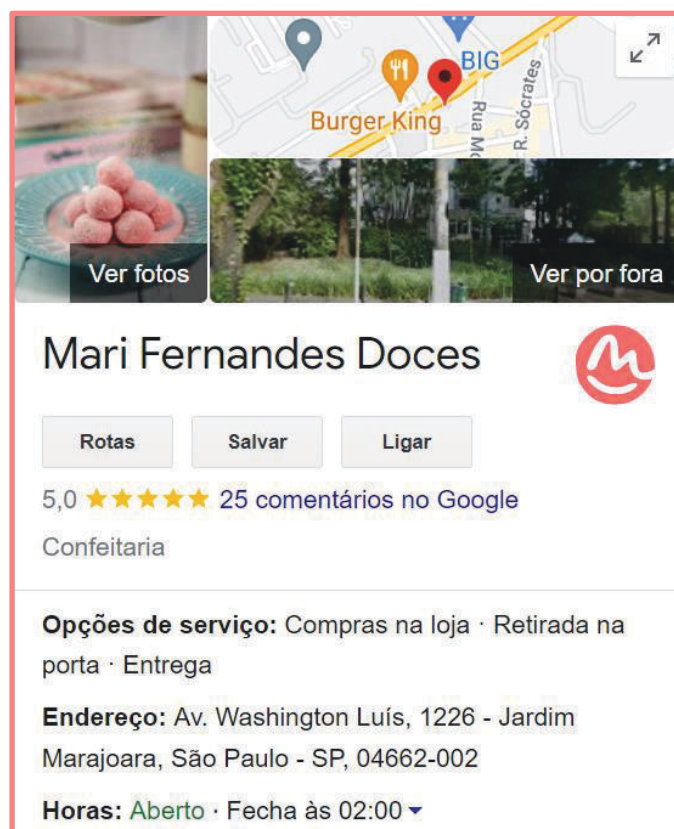 BIG
Burger King
Rua Mo
R. Sócrates
Ver fotos
Ver por fora
Mari Fernandes Doces
Rotas
Salvar
Ligar
5,0 25 comentários no Google
Confeitaria
Opções de serviço: Compras na loja · Retirada na
porta · Entrega
Endereço: Av. Washington Luís, 1226 - Jardim
Marajoara, São Paulo - SP, 04662-002
Horas: Aberto · Fecha às 02:00